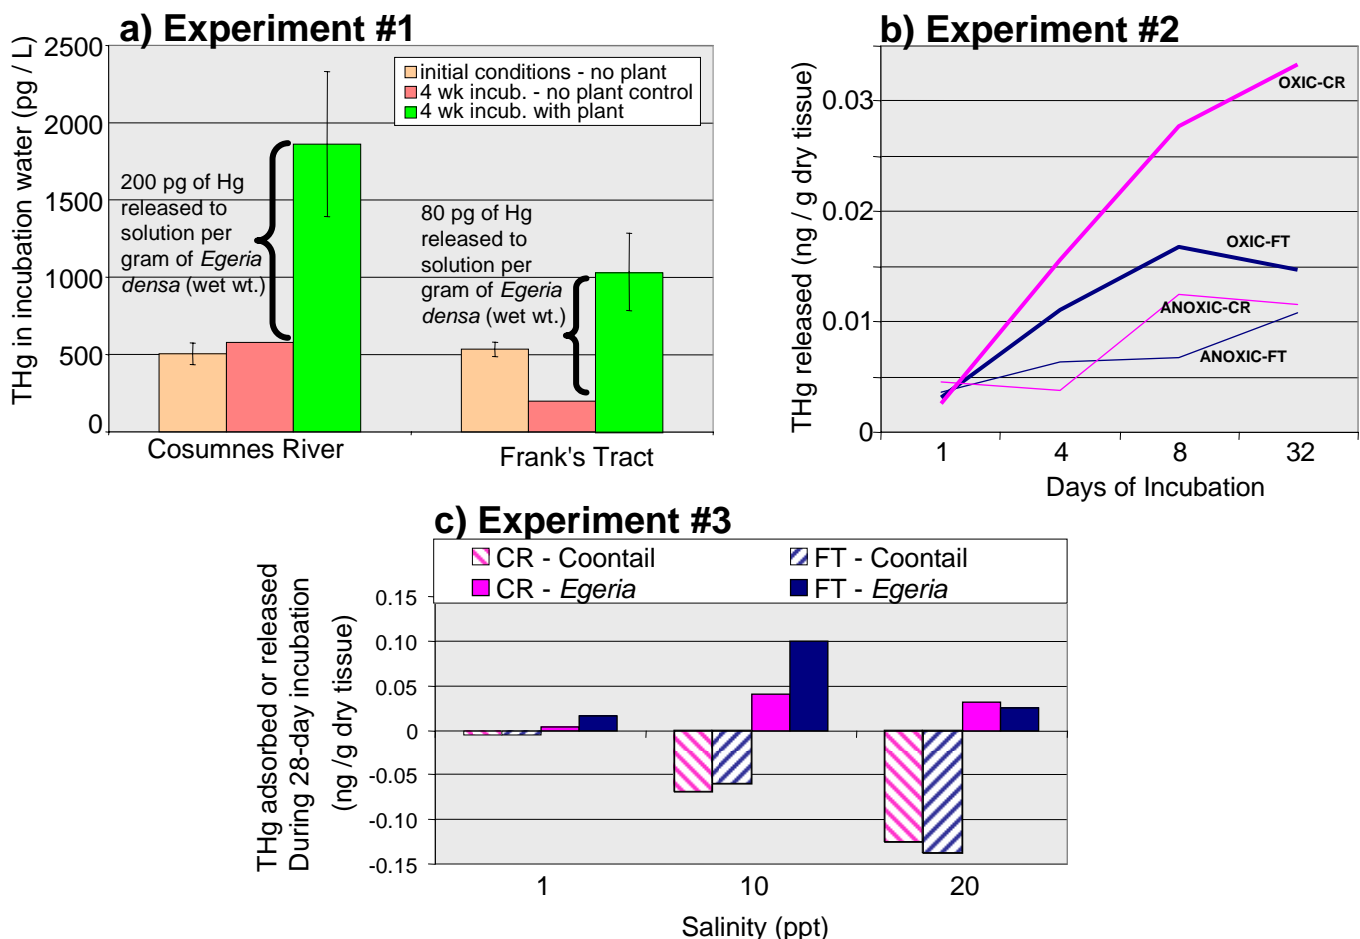 a) Experiment #1
THg in incubation water (pg / L)
2500
2000
1500
1000
500
0
initial conditions - no plant
4 wk incub. - no plant control
4 wk incub. with plant
200 pg of Hg
released to
solution per
gram of Egeria
densa (wet wt.)
80 pg of Hg
released to
solution per
gram of Egeria
densa (wet wt.)
Cosumnes River
Frank's Tract
b) Experiment #2
THg released (ng / g dry tissue)
0.03
0.02
0.01
0
OXIC-CR
OXIC-FT
ANOXIC-CR
ANOXIC-FT
1
4
8
32
Days of Incubation
c) Experiment #3
CR - Coontail
FT - Coontail
CR - Egeria
FT - Egeria
THg adsorbed or released
During 28-day incubation
(ng /g dry tissue)
0.15
0.10
0.05
0
-0.05
-0.10
-0.15
1
10
20
Salinity (ppt)